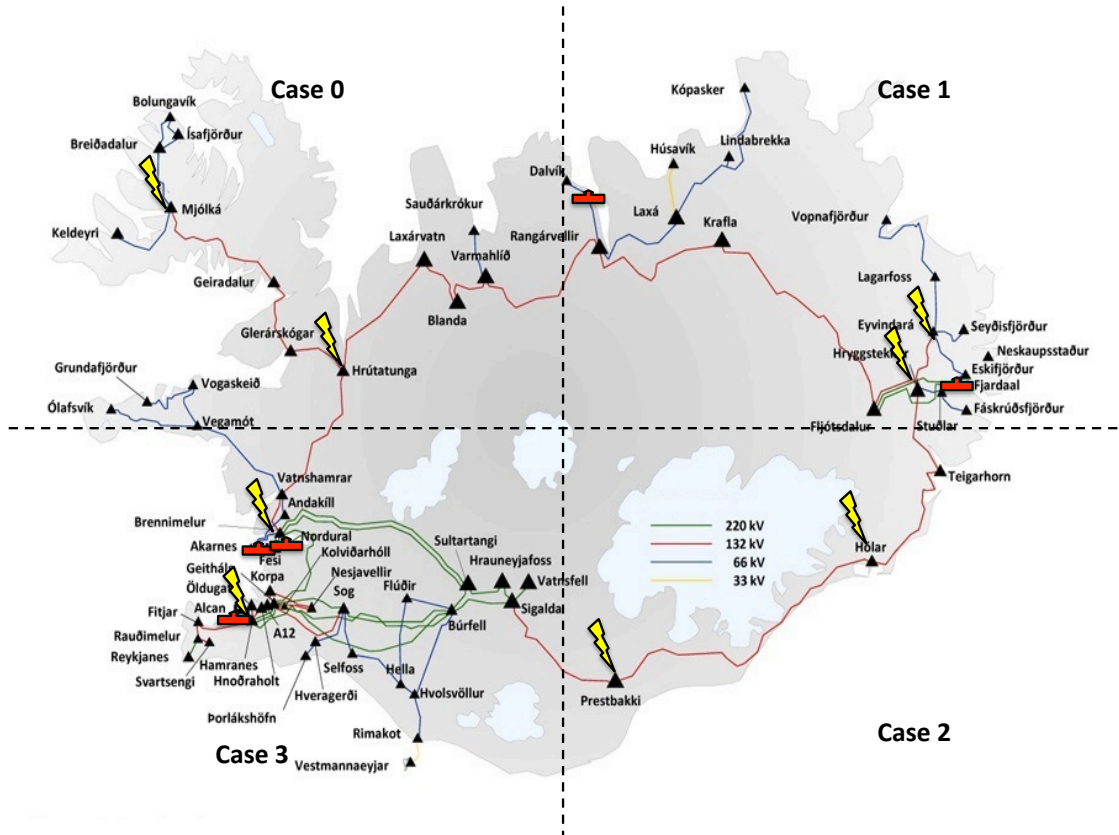 Case 0
Case 1
Bolungavík
Ísafjörður
Breiðadalur
Mjólká
Keldeyri
Geiradalur
Glerárskógar
Hrútatunga
Grundafjörður
Vogaskeið
Ólafsvík
Vegamót
Sauðárkrókur
Laxárvatn
Varmahlíð
Blanda
Kópasker
Lindabrekka
Húsavík
Dalvík
Laxá
Krafla
Rangárvellir
Vopnafjörður
Lagarfoss
Eyvindará
Seyðisfjörður
Neskaupsstaður
Eskifjörður
Fjardaal
Fáskrúðsfjörður
Stuðlar
Fljótsdalur
Teigarhorn
Hólar
220 kV
132 kV
66 kV
33 kV
Vatnshamrar
Andakíll
Brennimelur
Nordural
Akarnes
Kolviðarhóll
Korpa
Nesjavellir
Alcan
Fitjar
Rauðimelur
Reykjanes
Svartsengi
Hamranes
Hnoðraholt
A12
Sog
Selfoss
Hveragerði
Þorlákshöfn
Flúðir
Hella
Hvolsvöllur
Búrfell
Sultartangi
Hrauneyjafoss
Vatnsfell
Sigalda
Prestbakki
Rimakot
Vestmannaeyjar
Case 3
Case 2